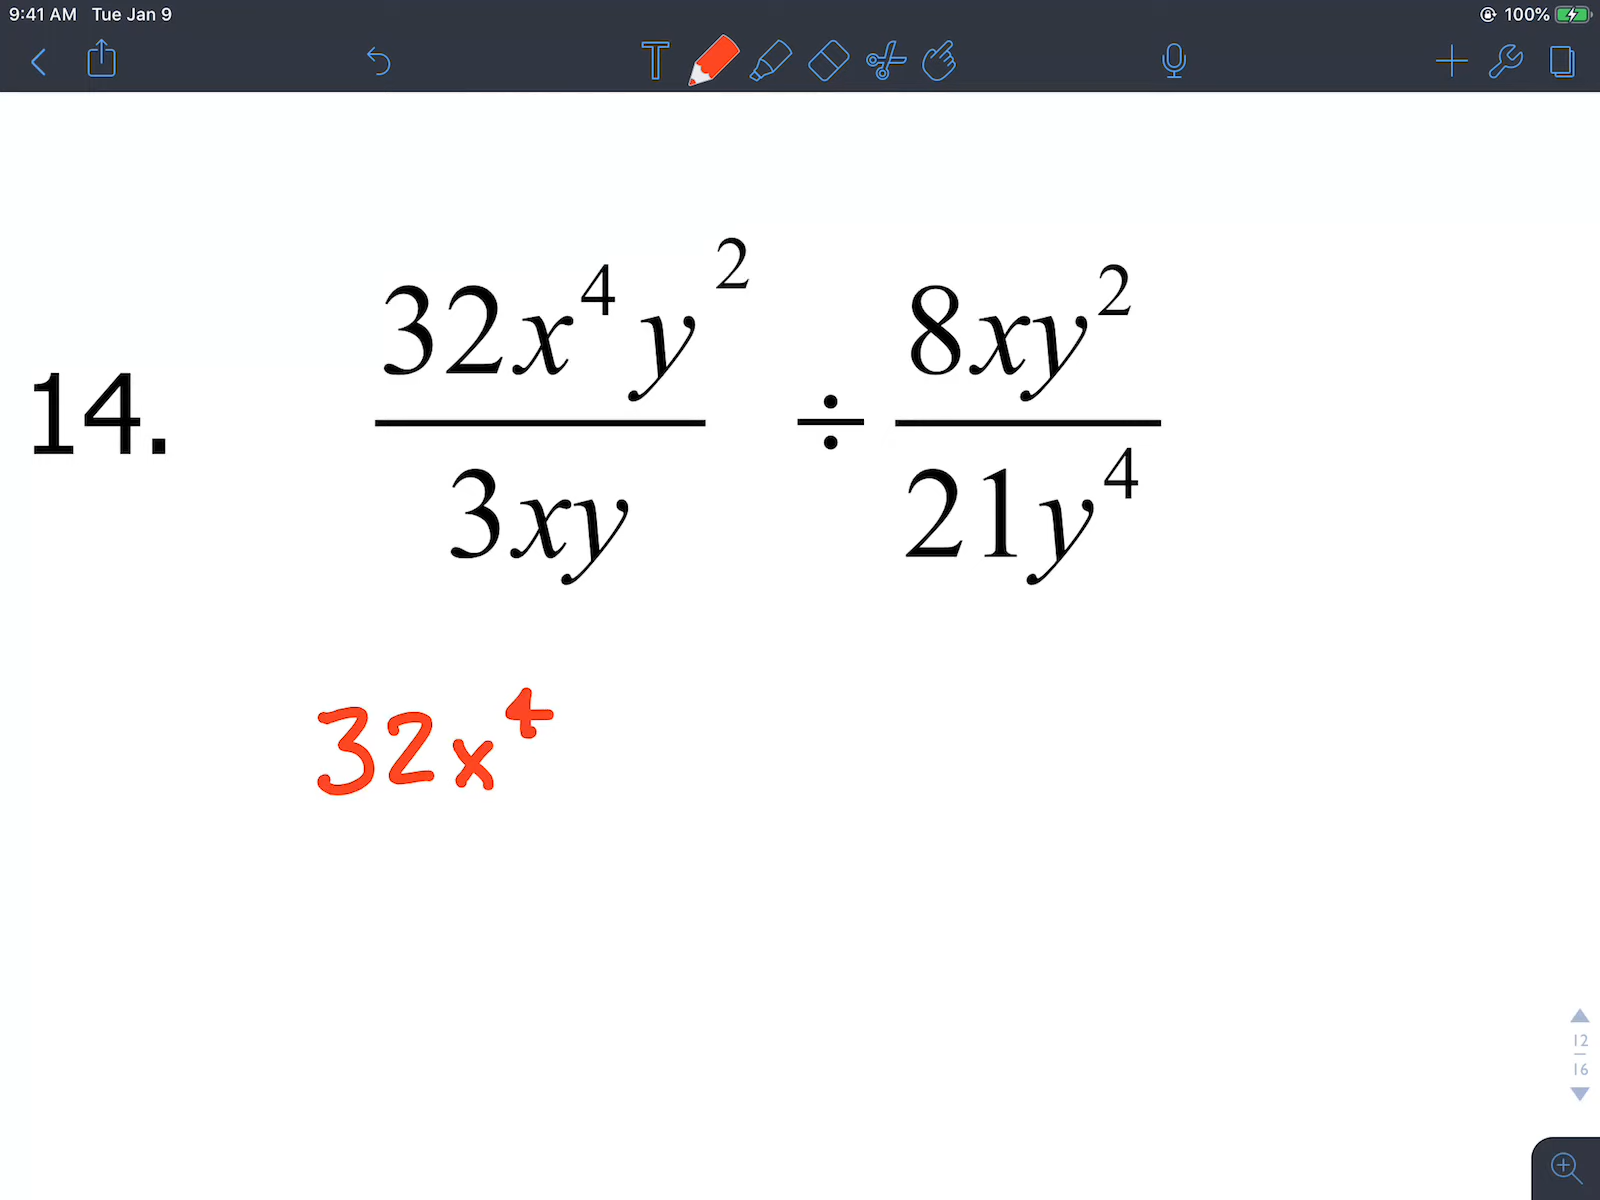 9:41 AM Tue Jan 9 100%
T
14. 32x⁴y² / 3xy ÷ 8xy² / 21y⁴
32x⁴
12
16